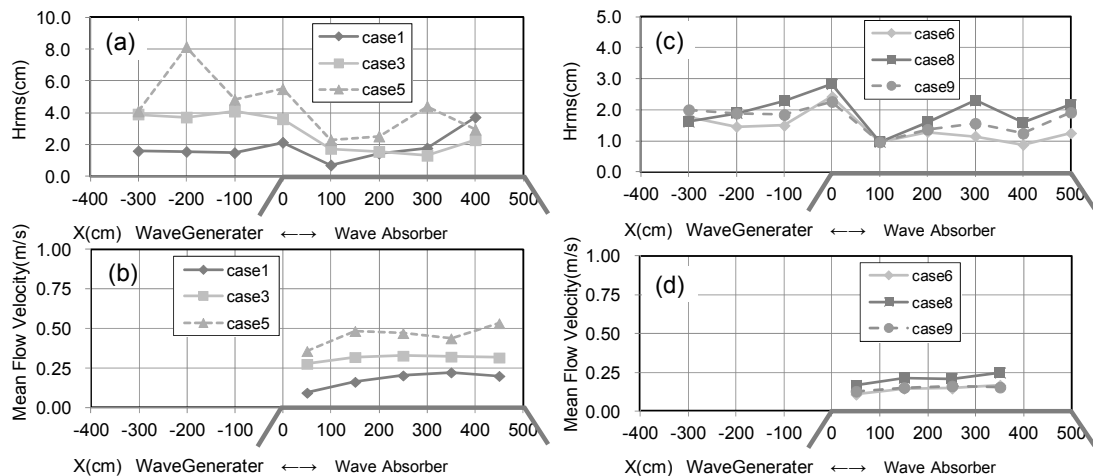 (a)
Hrms(cm)
10.0
8.0
6.0
4.0
2.0
0.0
case1
case3
case5
-400 -300 -200 -100 0 100 200 300 400 500
X(cm) WaveGenerater ←→ Wave Absorber
(b)
Mean Flow Velocity(m/s)
1.00
0.75
0.50
0.25
0.00
case1
case3
case5
-400 -300 -200 -100 0 100 200 300 400 500
X(cm) WaveGenerater ←→ Wave Absorber
(c)
Hrms(cm)
5.0
4.0
3.0
2.0
1.0
0.0
case6
case8
case9
-400 -300 -200 -100 0 100 200 300 400 500
X(cm) WaveGenerater ←→ Wave Absorber
(d)
Mean Flow Velocity(m/s)
1.00
0.75
0.50
0.25
0.00
case6
case8
case9
-400 -300 -200 -100 0 100 200 300 400 500
X(cm) WaveGenerater ←→ Wave Absorber